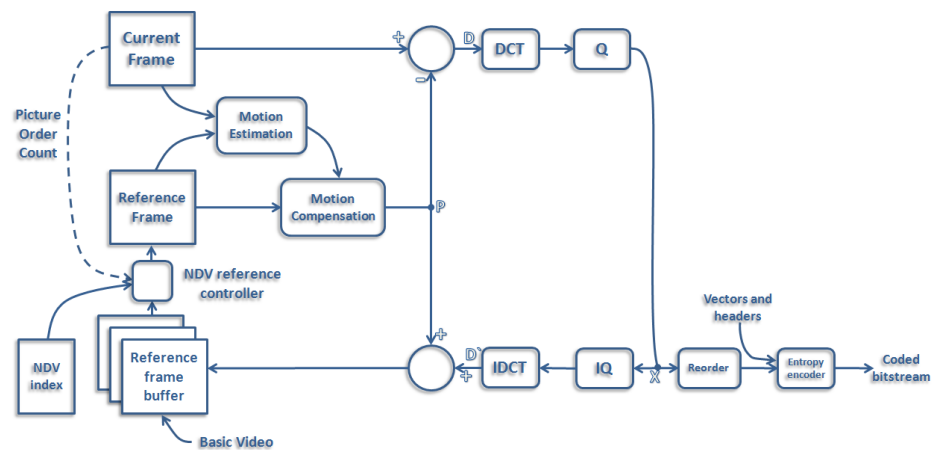 Current
Frame
+
D
DCT
Q
−
Picture
Order
Count
Motion
Estimation
Reference
Frame
Motion
Compensation
P
NDV reference
controller
Vectors and
headers
NDV
index
Reference
frame
buffer
+
D`
+
IDCT
IQ
X
Reorder
Entropy
encoder
Coded
bitstream
Basic Video